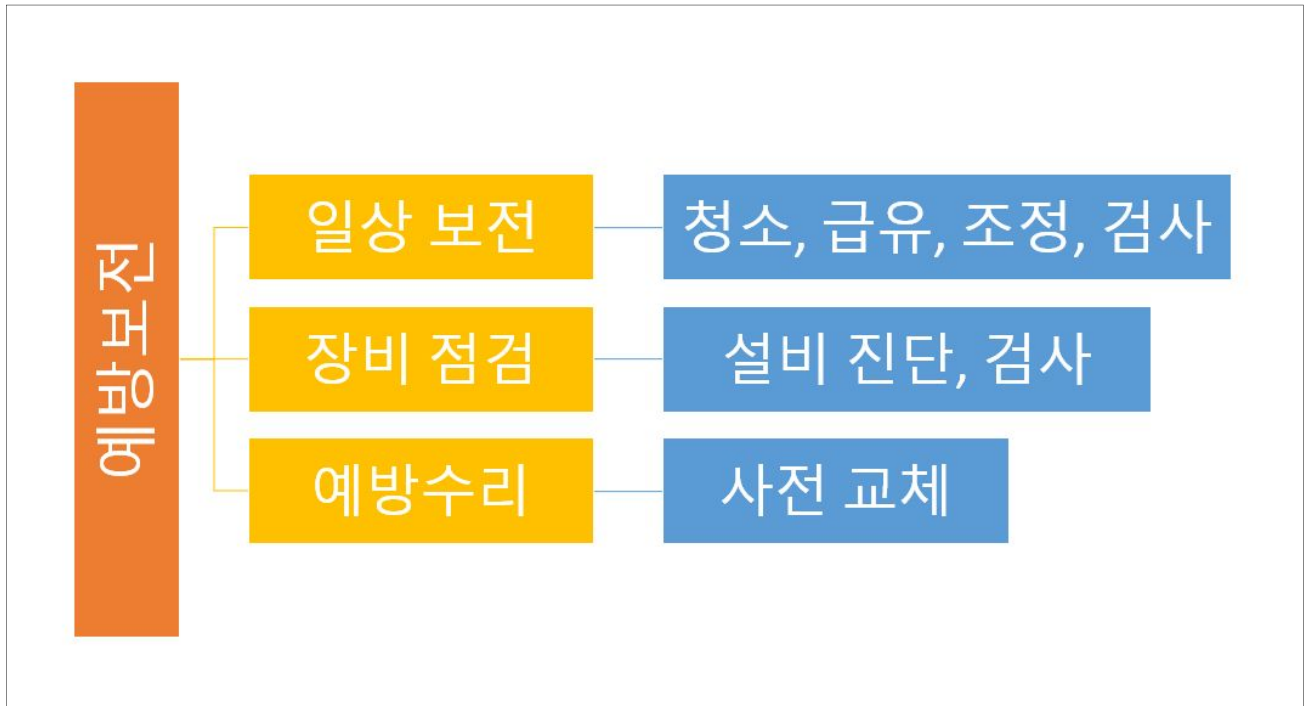 예방보전
일상 보전
청소, 급유, 조정, 검사
장비 점검
설비 진단, 검사
예방수리
사전 교체